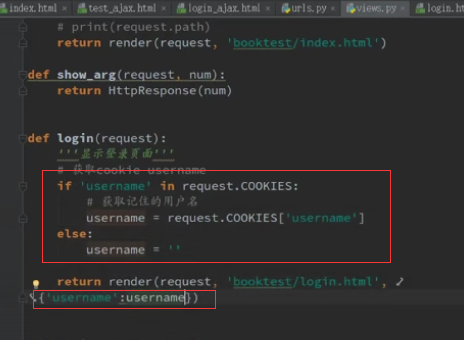 index.html × test_ajax.html × login_ajax.html × urls.py × views.py × login.h
# print(request.path)
return render(request, 'booktest/index.html')
def show_arg(request, num):
return HttpResponse(num)
def login(request):
'''显示登录页面'''
# 获取cookie username
if 'username' in request.COOKIES:
# 获取记住的用户名
username = request.COOKIES['username']
else:
username = ''
return render(request, 'booktest/login.html',
{'username':username})